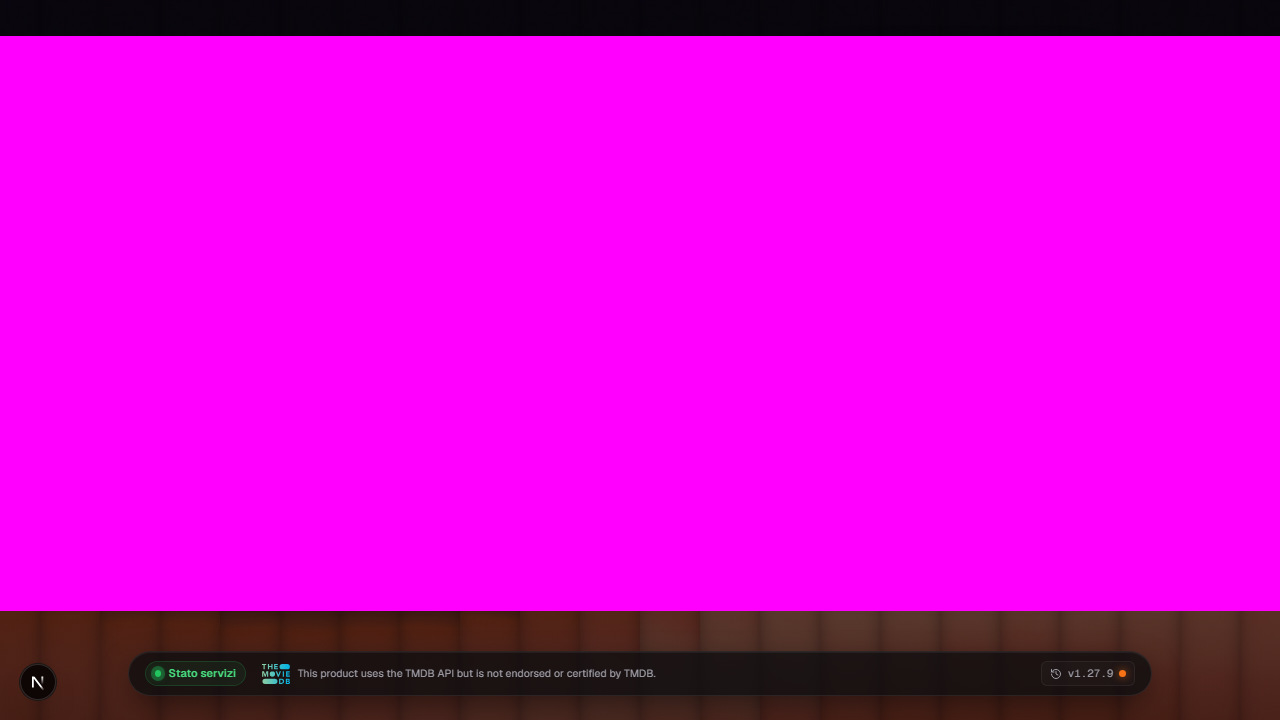 Stato servizi
THE
MOVIE
DB
This product uses the TMDB API but is not endorsed or certified by TMDB.
v1.27.9
N